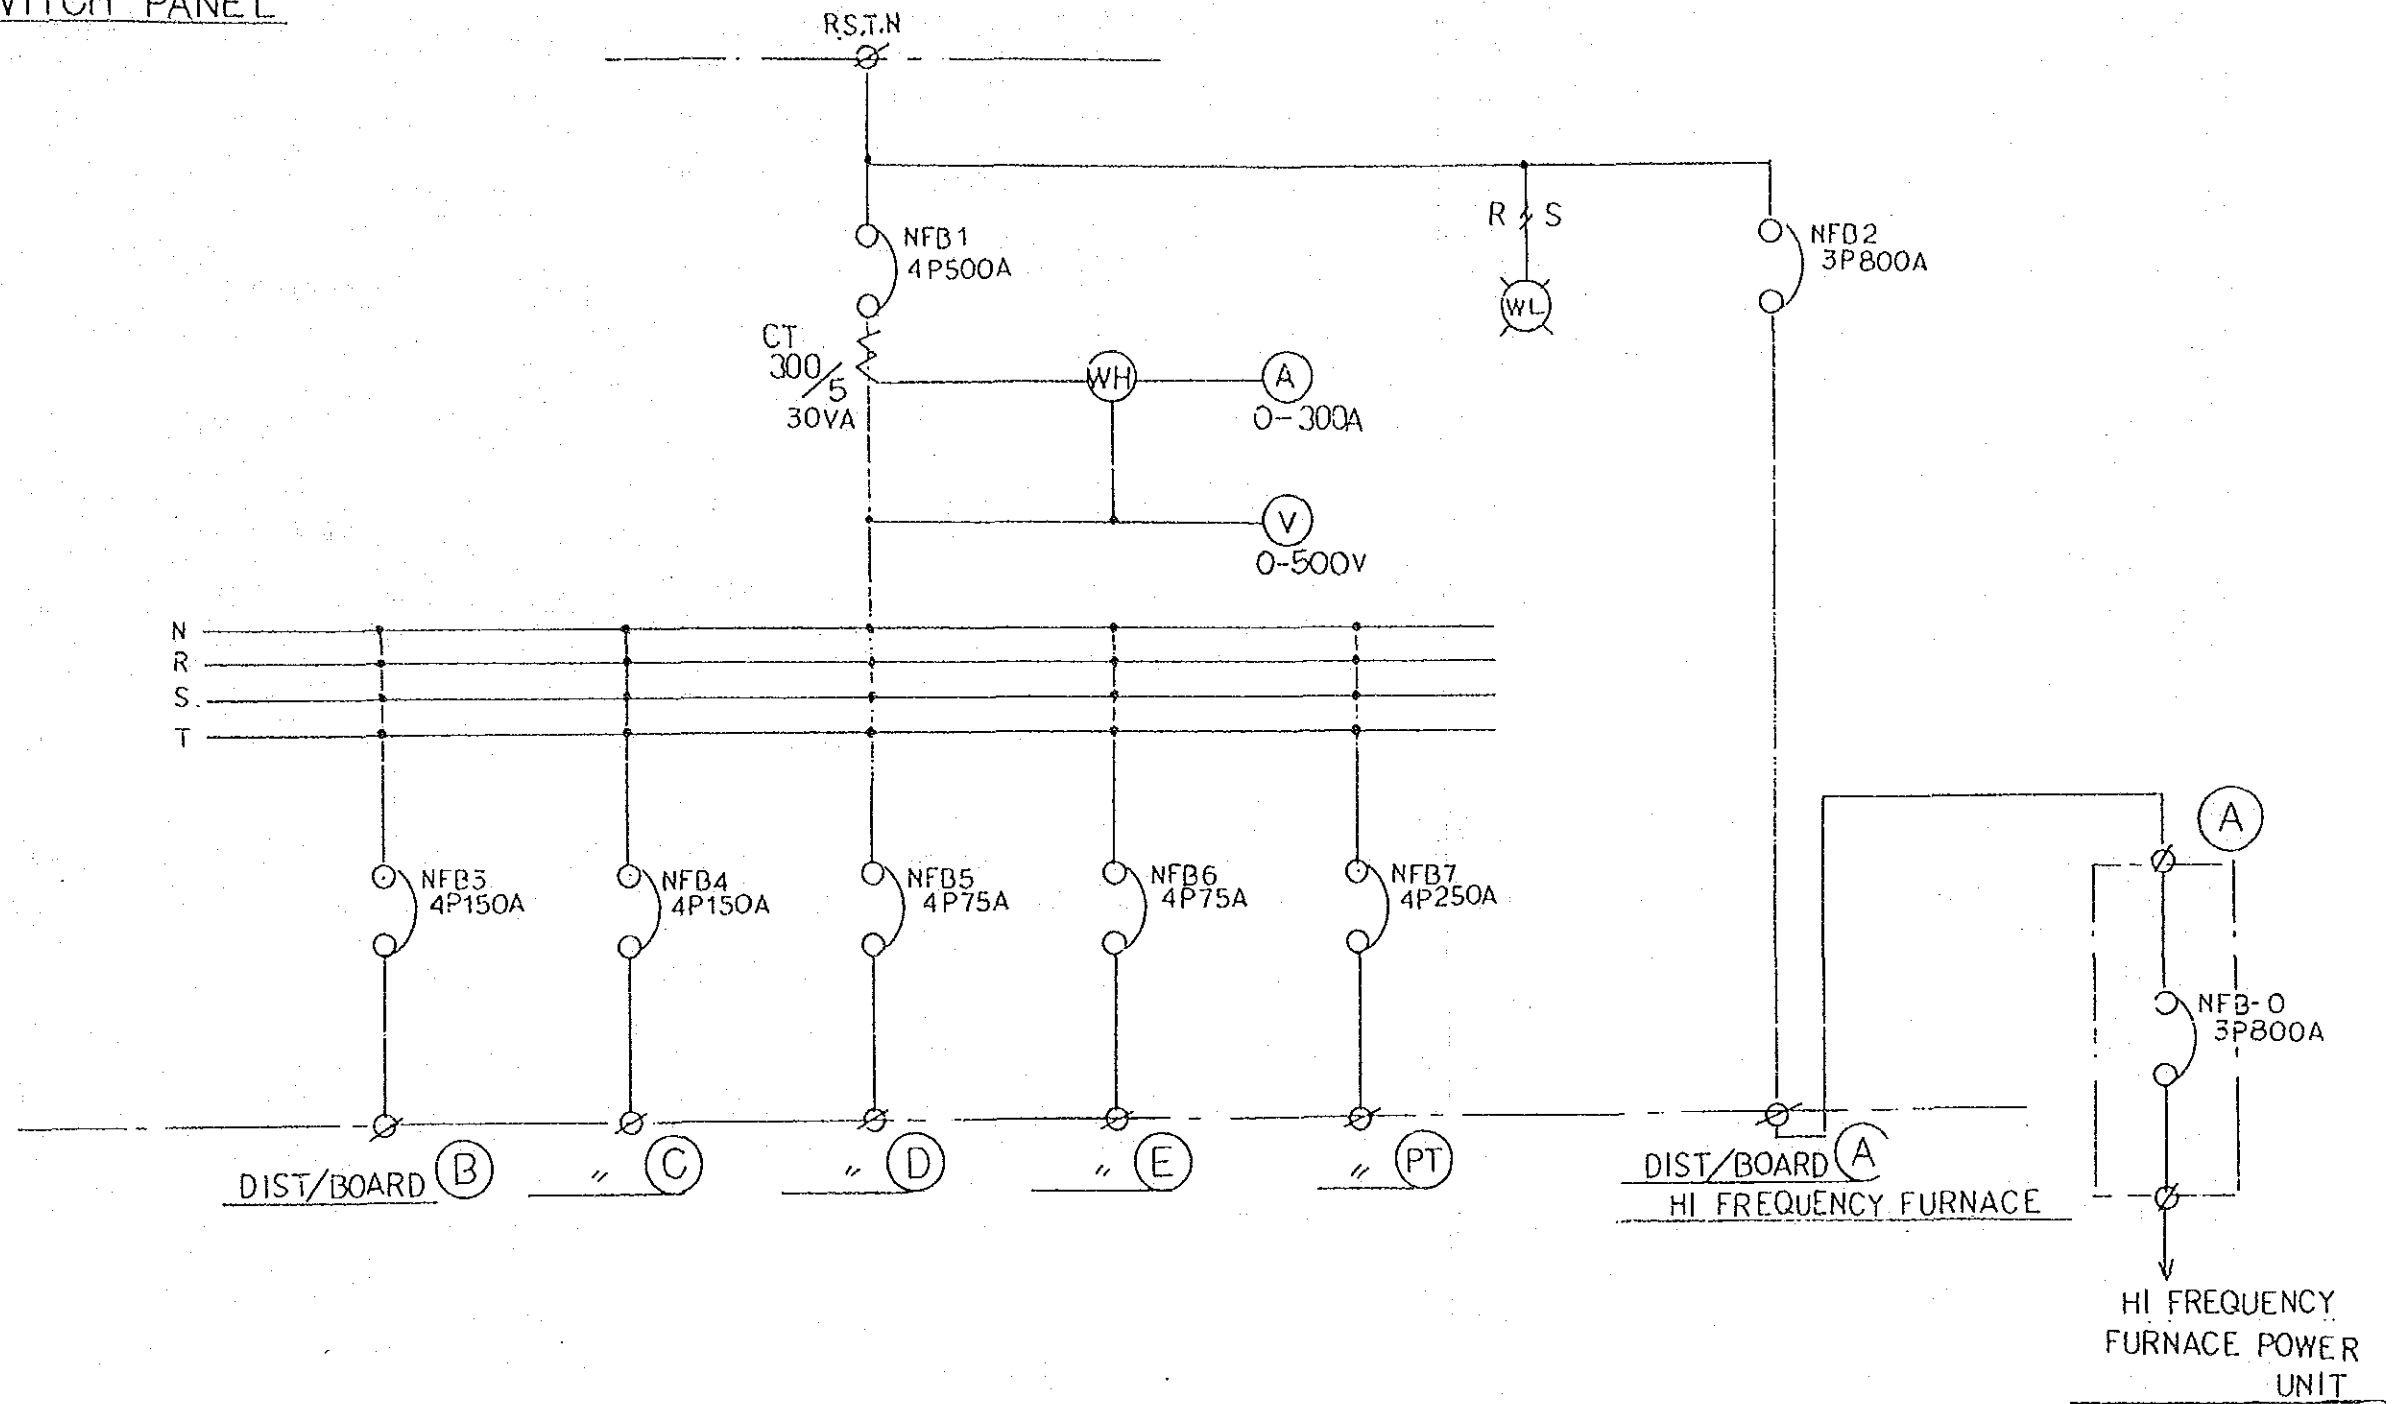 PANEL
R.S.T.N
NFB1
4P500A
R S
WL
NFB2
3P800A
CT
300/5
30VA
WH
A
0-300A
V
0-500V
N
R
S
T
NFB3
4P150A
NFB4
4P150A
NFB5
4P75A
NFB6
4P75A
NFB7
4P250A
A
NFB-0
3P800A
DIST/BOARD B
〃 C
〃 D
〃 E
〃 PT
DIST/BOARD A
HI FREQUENCY FURNACE
HI FREQUENCY
FURNACE POWER
UNIT